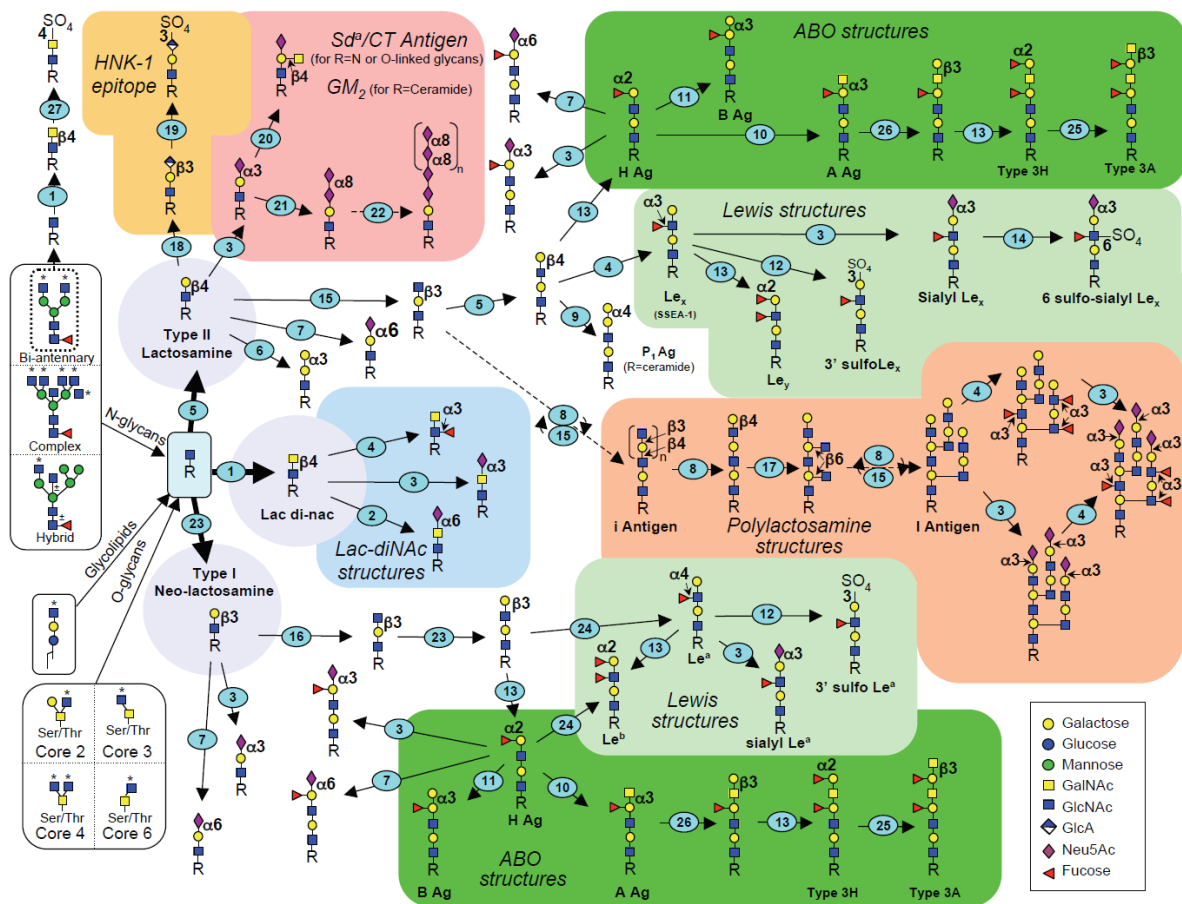 SO4
4
R
27
β4
R
1
R
SO4
3
HNK-1
epitope
R
19
β3
R
18
Sdᵃ/CT Antigen
(for R=N or O-linked glycans)
GM2 (for R=Ceramide)
β4
R
20
α3
R
21
α8
R
22
α8
α8
n
R
3
α6
R
7
α3
R
3
ABO structures
α2
R
H Ag
11
α3
R
B Ag
10
α3
R
A Ag
26
β3
R
13
α2
R
Type 3H
25
β3
R
Type 3A
13
β4
R
4
9
α4
R
P1 Ag
(R=ceramide)
Lewis structures
α3
R
Lex
(SSEA-1)
3
12
13
α2
R
Ley
SO4
3
R
3' sulfoLex
α3
R
Sialyl Lex
14
α3
SO4
6
R
6 sulfo-sialyl Lex
β4
R
Type II
Lactosamine
15
β3
R
5
7
α6
R
6
α3
R
* *
Bi-antennary
* * * *
*
Complex
*
±
±
Hybrid
N-glycans
5
R
1
23
Glycolipids
O-glycans
*
β4
R
Lac di-nac
4
α3
R
3
α3
R
2
α6
R
Lac-diNAc
structures
8
15
β3
β4
n
R
i Antigen
8
β4
R
17
β6
R
8
15
R
I Antigen
Polylactosamine
structures
4
α3
α3
R
3
α3
α3
α3
α3
α3
R
3
α3
α3
α3
R
4
Type I
Neo-lactosamine
β3
R
16
β3
R
23
β3
R
24
3
α3
R
7
α6
R
13
α4
R
Leᵃ
12
SO4
3
R
3' sulfo Leᵃ
13
α2
R
Leᵇ
3
α3
R
sialyl Leᵃ
Lewis
structures
α3
R
3
α6
R
7
α2
R
H Ag
24
11
α3
R
B Ag
10
α3
R
A Ag
26
β3
R
13
α2
R
Type 3H
25
β3
R
Type 3A
ABO
structures
*
Ser/Thr
Core 2
*
Ser/Thr
Core 3
* *
Ser/Thr
Core 4
*
Ser/Thr
Core 6
Galactose
Glucose
Mannose
GalNAc
GlcNAc
GlcA
Neu5Ac
Fucose